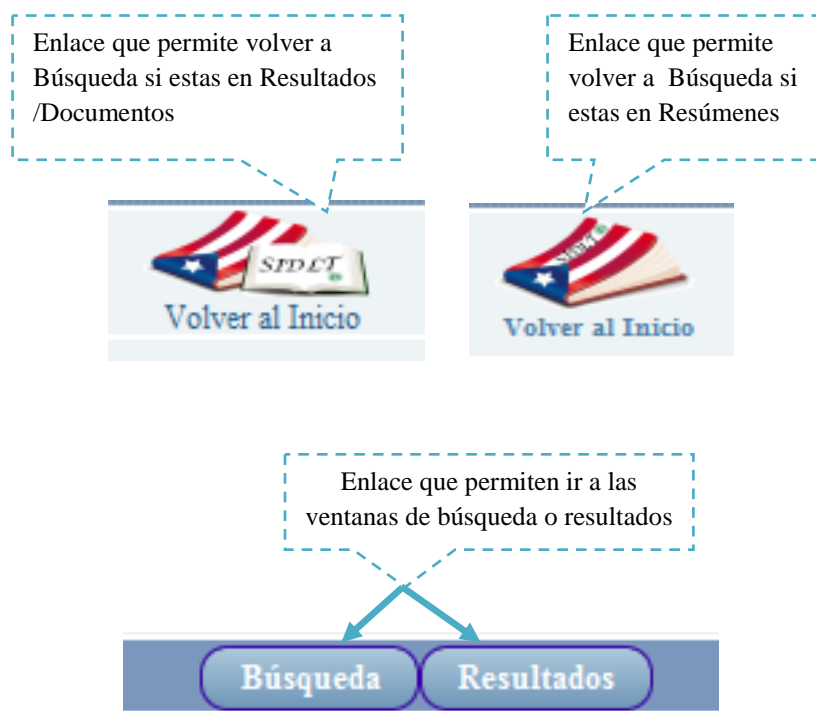 Enlace que permite volver a
Búsqueda si estas en Resultados
/Documentos
Enlace que permite
volver a Búsqueda si
estas en Resúmenes
SIDLT
Volver al Inicio
SIDLT
Volver al Inicio
Enlace que permiten ir a las
ventanas de búsqueda o resultados
Búsqueda
Resultados